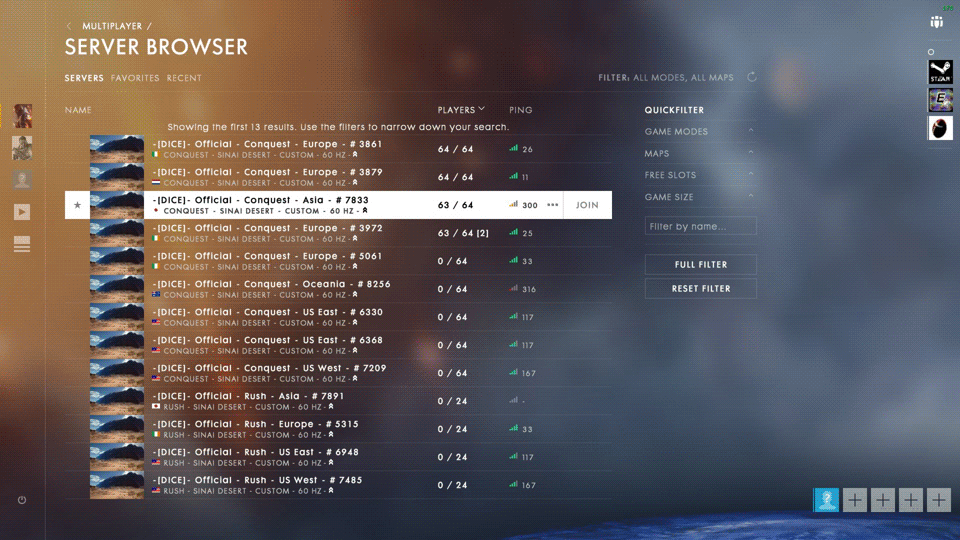 MULTIPLAYER /
SERVER BROWSER
SERVERS FAVORITES RECENT
FILTER: ALL MODES, ALL MAPS
NAME PLAYERS PING
Showing the first 13 results. Use the filters to narrow down your search.
-[DICE]- Official - Conquest - Europe - # 3861
CONQUEST - SINAI DESERT - CUSTOM - 60 HZ -
64 / 64 26
-[DICE]- Official - Conquest - Europe - # 3879
CONQUEST - SINAI DESERT - CUSTOM - 60 HZ -
64 / 64 11
-[DICE]- Official - Conquest - Asia - # 7833
CONQUEST - SINAI DESERT - CUSTOM - 60 HZ -
63 / 64 300 JOIN
-[DICE]- Official - Conquest - Europe - # 3972
CONQUEST - SINAI DESERT - CUSTOM - 60 HZ -
63 / 64 [2] 25
-[DICE]- Official - Conquest - Europe - # 5061
CONQUEST - SINAI DESERT - CUSTOM - 60 HZ -
0 / 64 33
-[DICE]- Official - Conquest - Oceania - # 8256
CONQUEST - SINAI DESERT - CUSTOM - 60 HZ -
0 / 64 316
-[DICE]- Official - Conquest - US East - # 6330
CONQUEST - SINAI DESERT - CUSTOM - 60 HZ -
0 / 64 117
-[DICE]- Official - Conquest - US East - # 6368
CONQUEST - SINAI DESERT - CUSTOM - 60 HZ -
0 / 64 117
-[DICE]- Official - Conquest - US West - # 7209
CONQUEST - SINAI DESERT - CUSTOM - 60 HZ -
0 / 64 167
-[DICE]- Official - Rush - Asia - # 7891
RUSH - SINAI DESERT - CUSTOM - 60 HZ -
0 / 24 -
-[DICE]- Official - Rush - Europe - # 5315
RUSH - SINAI DESERT - CUSTOM - 60 HZ -
0 / 24 33
-[DICE]- Official - Rush - US East - # 6948
RUSH - SINAI DESERT - CUSTOM - 60 HZ -
0 / 24 117
-[DICE]- Official - Rush - US West - # 7485
RUSH - SINAI DESERT - CUSTOM - 60 HZ -
0 / 24 167
QUICKFILTER
GAME MODES
MAPS
FREE SLOTS
GAME SIZE
Filter by name...
FULL FILTER
RESET FILTER
STEAM